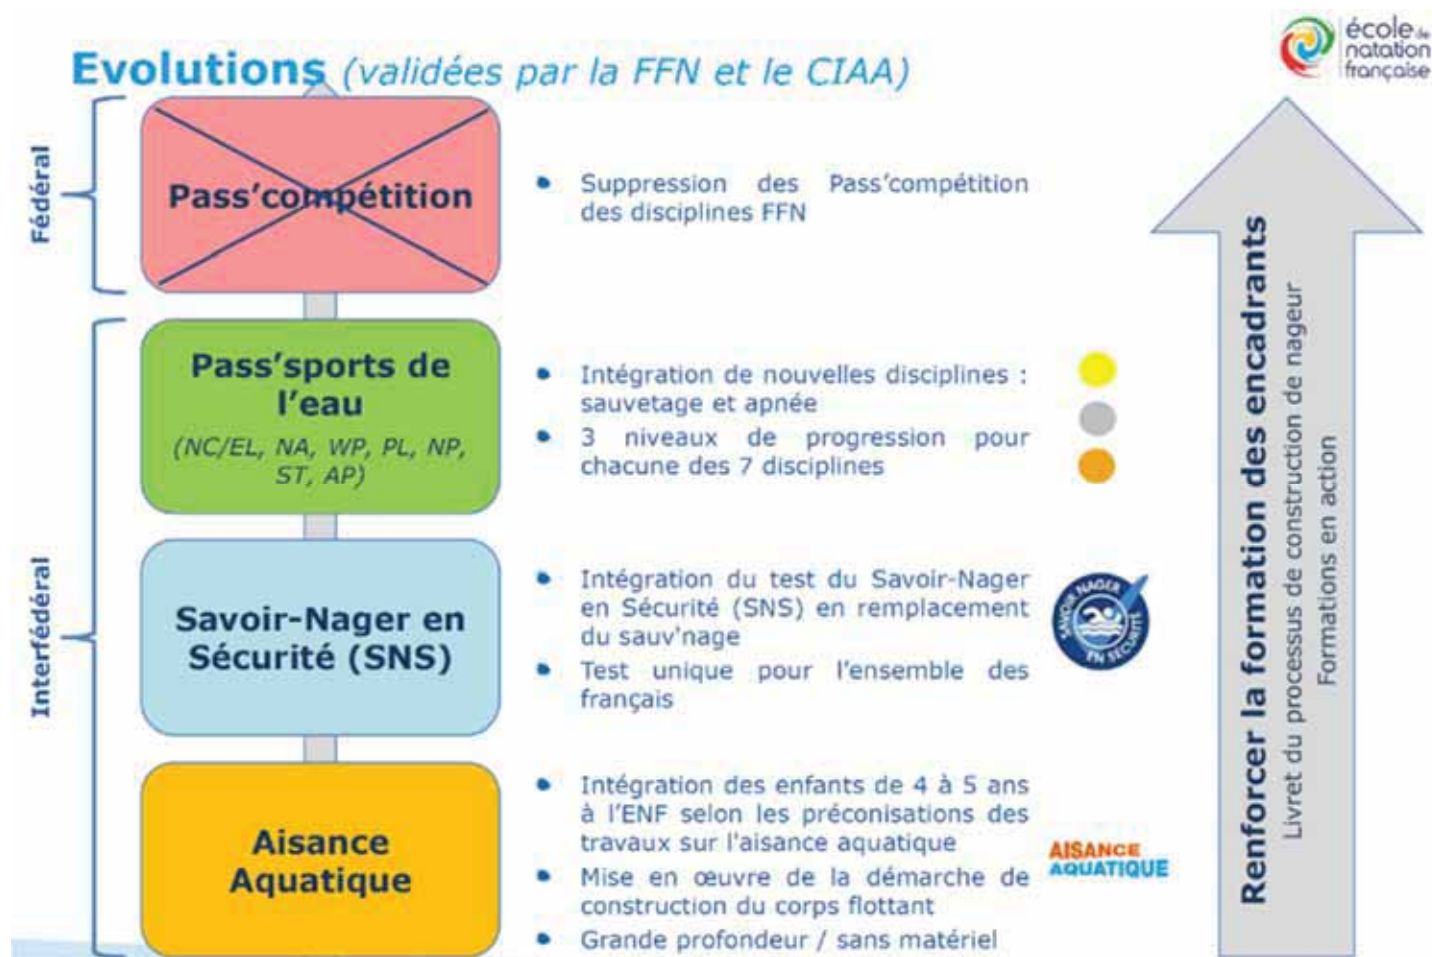 école de
natation
française
Evolutions (validées par la FFN et le CIAA)
Fédéral
Pass'compétition
Suppression des Pass'compétition
des disciplines FFN
Interfédéral
Pass'sports de
l'eau
(NC/EL, NA, WP, PL, NP,
ST, AP)
Intégration de nouvelles disciplines :
sauvetage et apnée
3 niveaux de progression pour
chacune des 7 disciplines
Savoir-Nager en
Sécurité (SNS)
Intégration du test du Savoir-Nager
en Sécurité (SNS) en remplacement
du sauv'nage
Test unique pour l'ensemble des
français
SAVOIR NAGER
EN SÉCURITÉ
Aisance
Aquatique
Intégration des enfants de 4 à 5 ans
à l'ENF selon les préconisations des
travaux sur l'aisance aquatique
Mise en œuvre de la démarche de
construction du corps flottant
Grande profondeur / sans matériel
AISANCE
AQUATIQUE
Renforcer la formation des encadrants
Livret du processus de construction de nageur
Formations en action